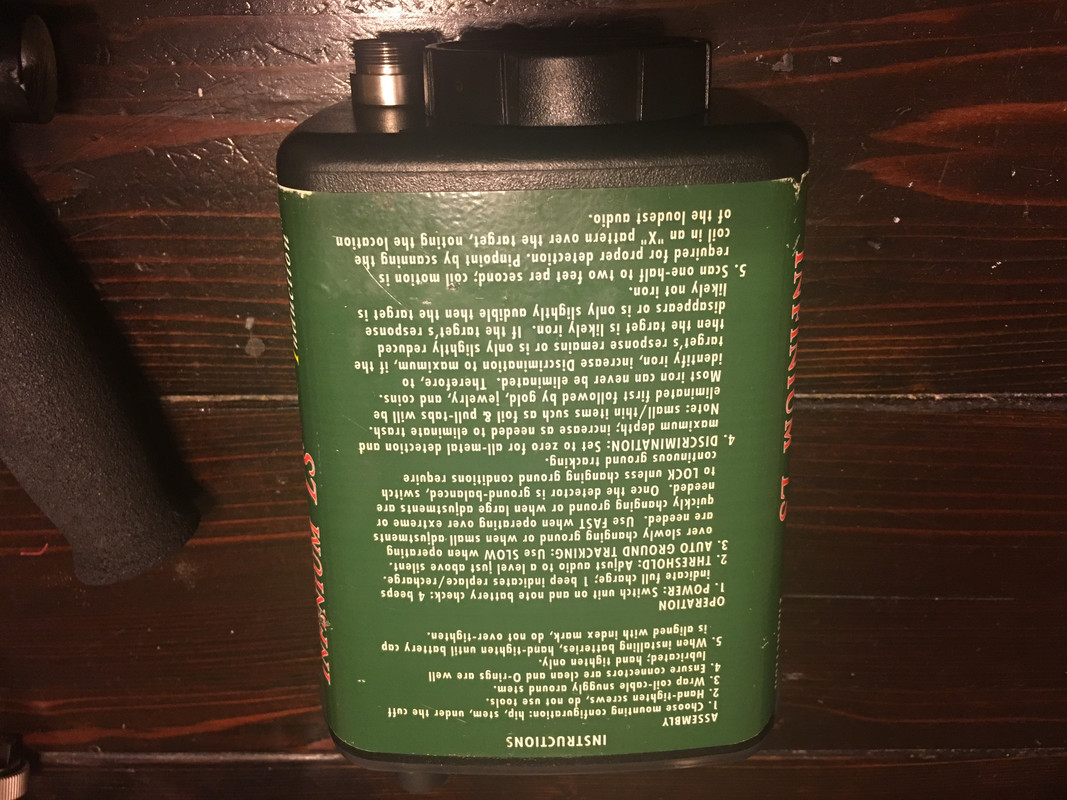 INSTRUCTIONS
ASSEMBLY
1. Choose mounting configuration: hip, stem, under the cuff
2. Hand-tighten screws, do not use tools.
3. Wrap coil-cable snuggly around stem.
4. Ensure connectors are clean and O-rings are well
lubricated; hand tighten only.
5. When installing batteries, hand-tighten until battery cap
is aligned with index mark, do not over-tighten.
OPERATION
1. POWER: Switch unit on and note battery check: 4 beeps
indicate full charge; 1 beep indicates replace/recharge.
2. THRESHOLD: Adjust audio to a level just above silent.
3. AUTO GROUND TRACKING: Use SLOW when operating
over slowly changing ground or when small adjustments
are needed. Use FAST when operating over extreme or
quickly changing ground or when large adjustments are
needed. Once the detector is ground-balanced, switch
to LOCK unless changing ground conditions require
continuous ground tracking.
4. DISCRIMINATION: Set to zero for all-metal detection and
maximum depth; increase as needed to eliminate trash.
Note: small/thin items such as foil & pull-tabs will be
eliminated first followed by gold, jewelry, and coins.
Most iron can never be eliminated. Therefore, to
identify iron, increase Discrimination to maximum, if the
target's response remains or is only slightly reduced
then the target is likely iron. If the target's response
disappears or is only slightly audible then the target is
likely not iron.
5. Scan one-half to two feet per second; coil motion is
required for proper detection. Pinpoint by scanning the
coil in an "X" pattern over the target, noting the location
of the loudest audio.
INFINIUM LS
INFINIUM LS